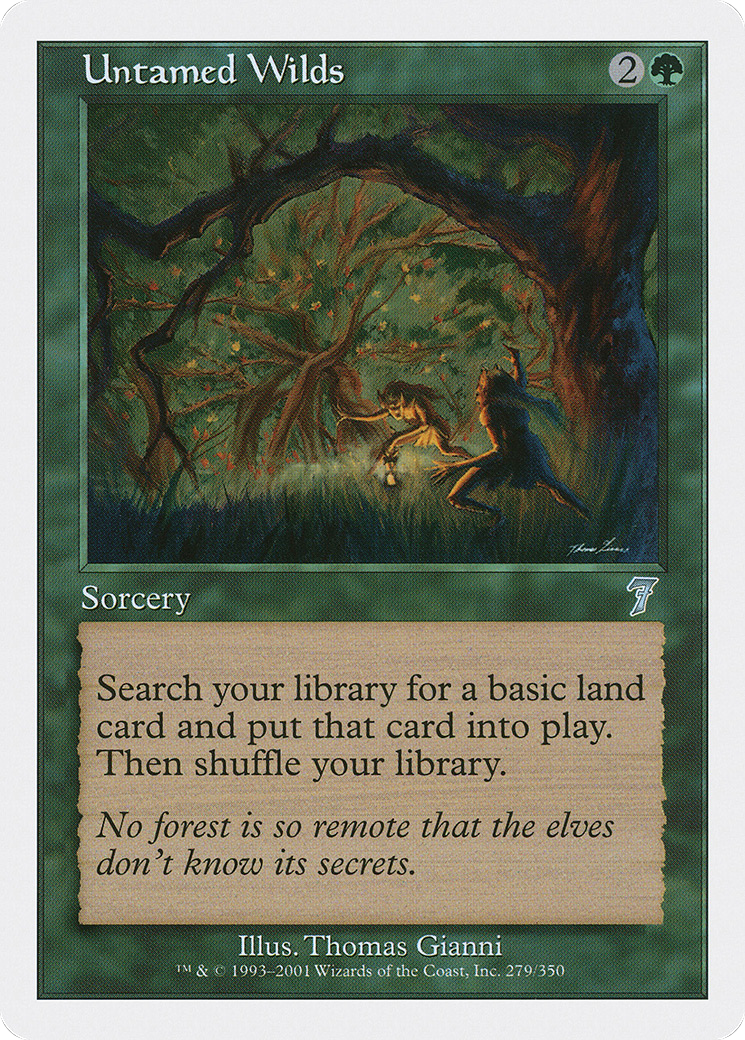 Untamed Wilds 2
Sorcery 7
Search your library for a basic land
card and put that card into play.
Then shuffle your library.
No forest is so remote that the elves
don't know its secrets.
Illus. Thomas Gianni
™ & © 1993–2001 Wizards of the Coast, Inc. 279/350